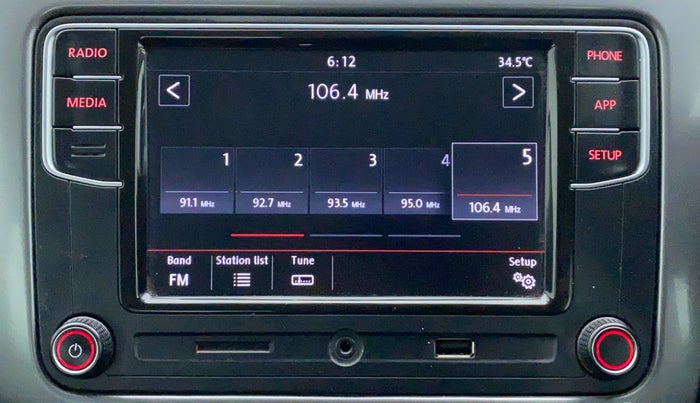 RADIO
MEDIA
PHONE
APP
SETUP
6:12
34.5°C
<
106.4 MHz
>
1
2
3
4
5
91.1 MHz
92.7 MHz
93.5 MHz
95.0 MHz
106.4 MHz
Band
FM
Station list
Tune
Setup